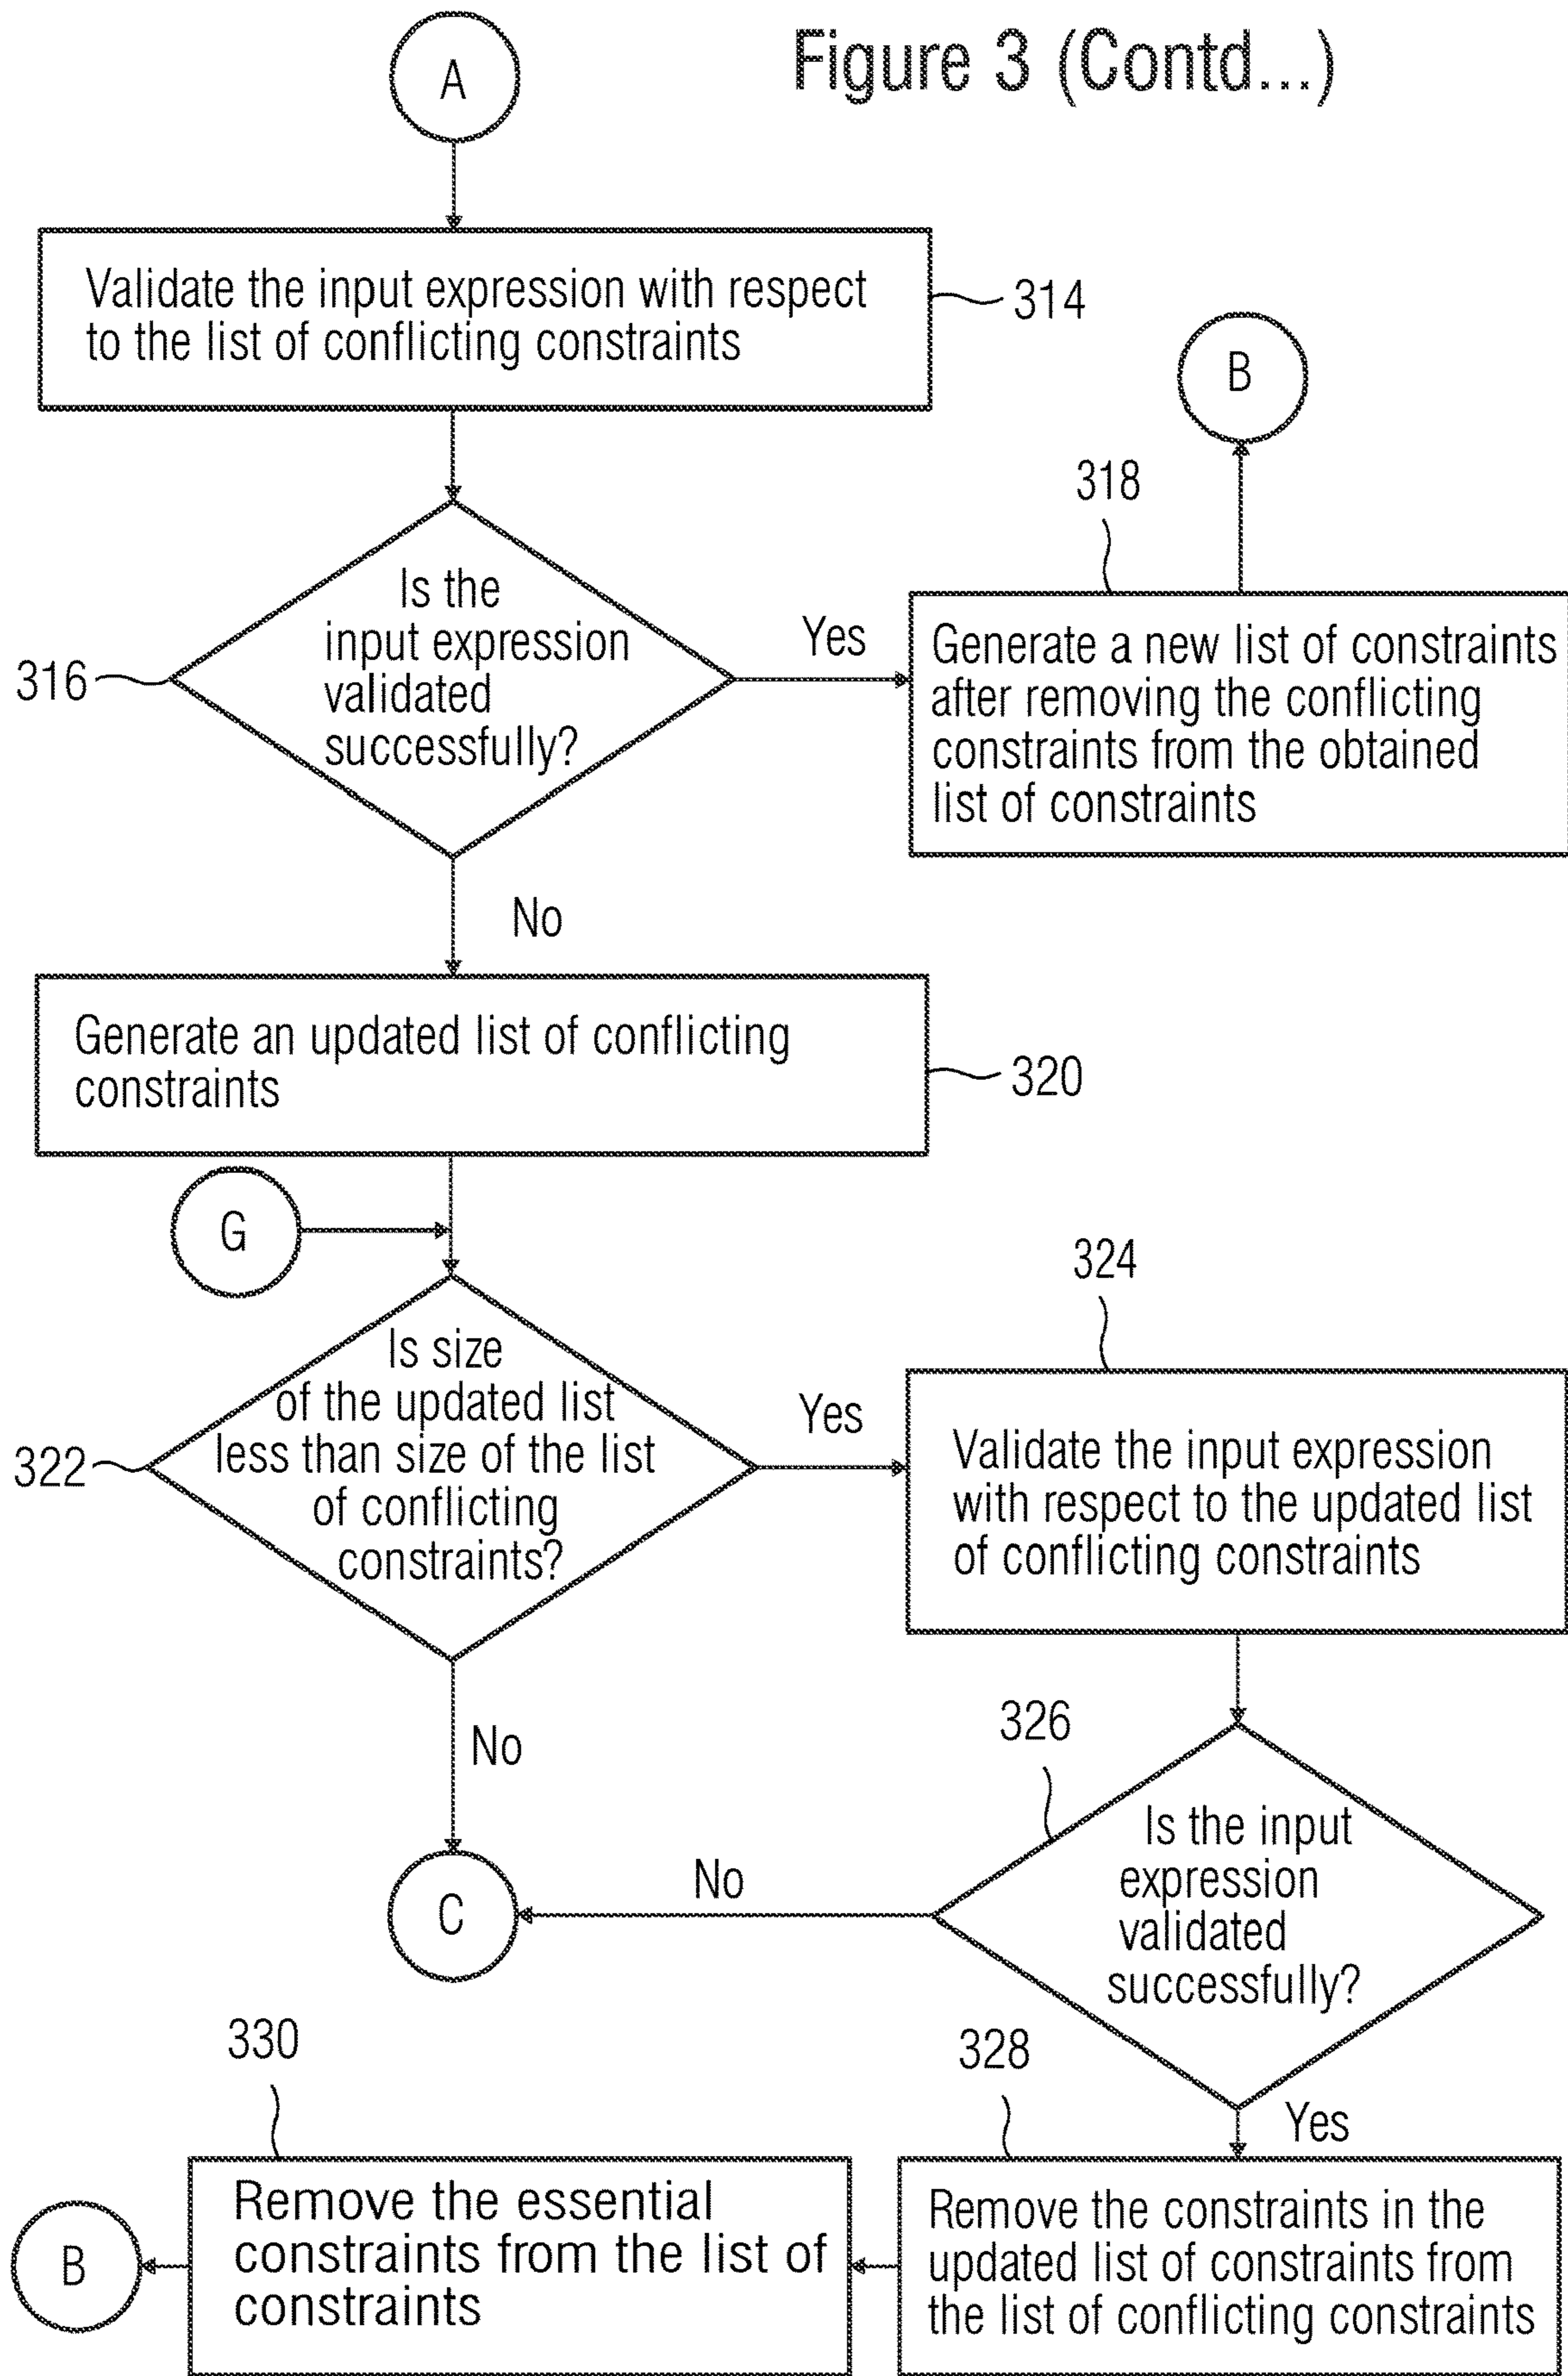 Figure 3 (Contd...)
A
Validate the input expression with respect
to the list of conflicting constraints
314
B
318
Is the
input expression
validated
successfully?
316
Yes
Generate a new list of constraints
after removing the conflicting
constraints from the obtained
list of constraints
No
Generate an updated list of conflicting
constraints
320
G
324
Is size
of the updated list
less than size of the list
of conflicting
constraints?
322
Yes
Validate the input expression
with respect to the updated list
of conflicting constraints
No
326
Is the input
expression
validated
successfully?
No
C
330
328
Yes
Remove the constraints in the
updated list of constraints from
the list of conflicting constraints
Remove the essential
constraints from the list of
constraints
B